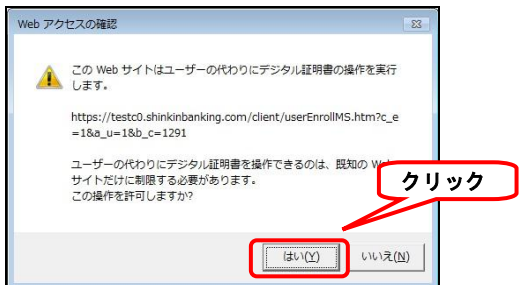 Web アクセスの確認
この Web サイトはユーザーの代わりにデジタル証明書の操作を実行
します。
https://testc0.shinkinbanking.com/client/userEnrollMS.htm?c_e
=1&a_u=1&b_c=1291
ユーザーの代わりにデジタル証明書を操作できるのは、既知の
サイトだけに制限する必要があります。
この操作を許可しますか?
クリック
はい(Y)
いいえ(N)